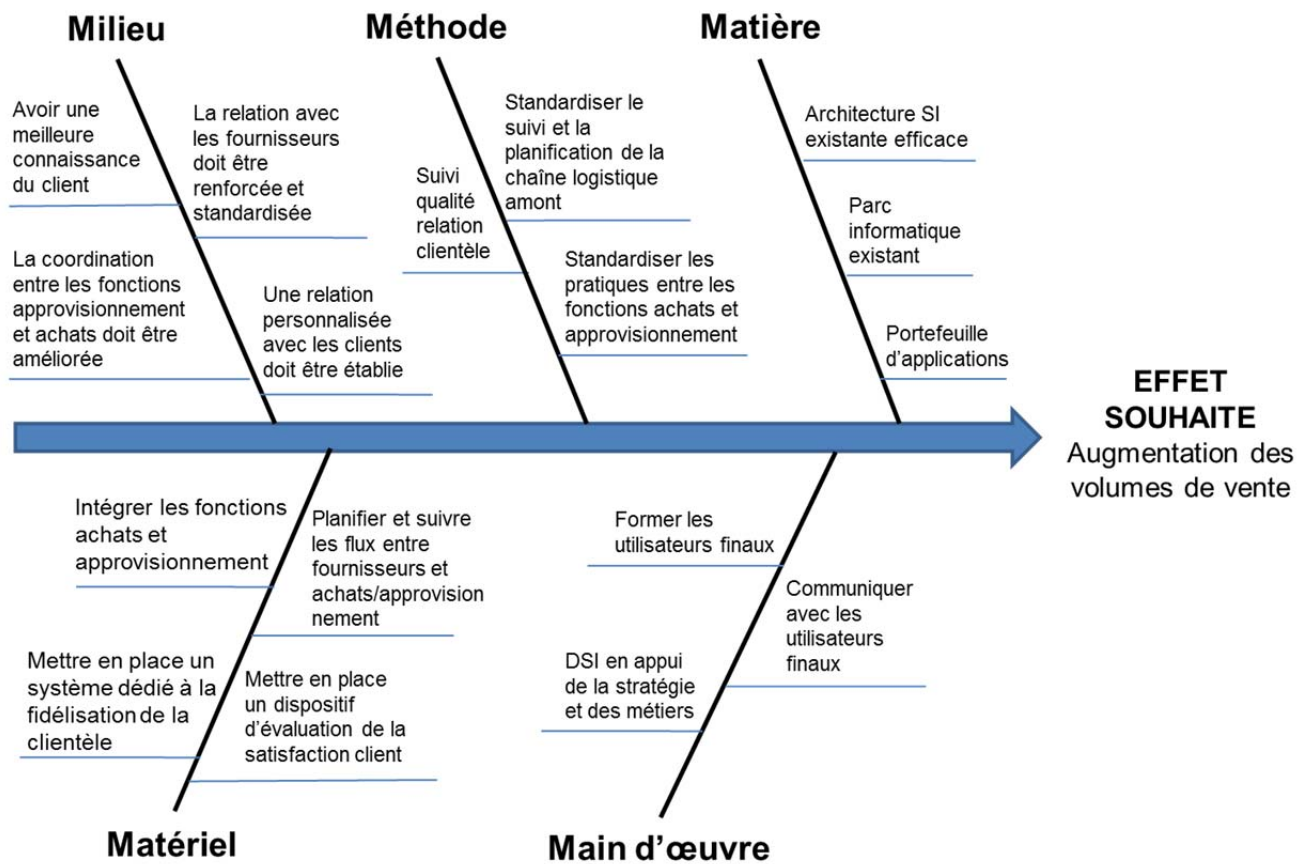 Milieu
Avoir une
meilleure
connaissance
du client
La relation avec
les fournisseurs
doit être
renforcée et
standardisée
La coordination
entre les fonctions
approvisionnement
et achats doit être
améliorée
Une relation
personnalisée
avec les clients
doit être établie
Méthode
Suivi
qualité
relation
clientèle
Standardiser le
suivi et la
planification de la
chaîne logistique
amont
Standardiser les
pratiques entre les
fonctions achats et
approvisionnement
Matière
Architecture SI
existante efficace
Parc
informatique
existant
Portefeuille
d’applications
EFFET
SOUHAITE
Augmentation des
volumes de vente
Intégrer les fonctions
achats et
approvisionnement
Planifier et suivre
les flux entre
fournisseurs et
achats/approvision
nement
Mettre en place un
système dédié à la
fidélisation de la
clientèle
Mettre en place
un dispositif
d’évaluation de la
satisfaction client
Matériel
Former les
utilisateurs finaux
Communiquer
avec les
utilisateurs
finaux
DSI en appui
de la stratégie
et des métiers
Main d’œuvre